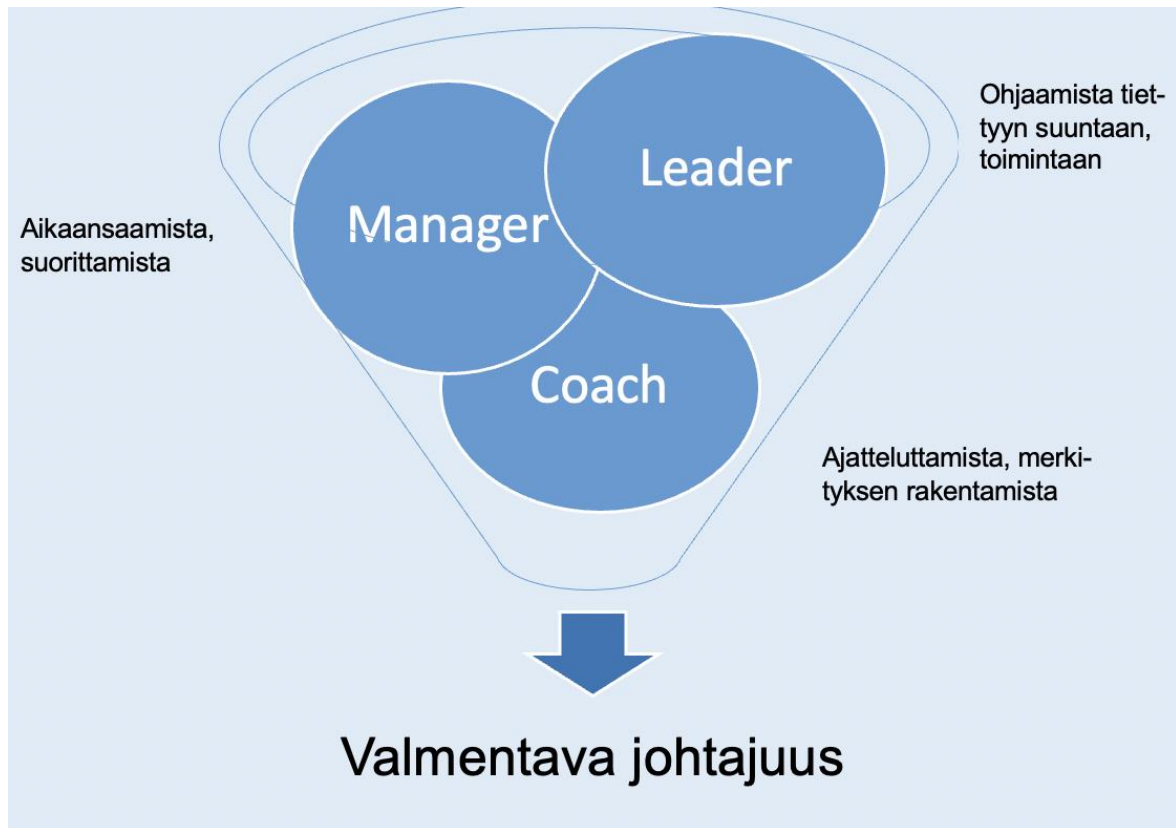 Ohjaamista tiet-
tyyn suuntaan,
toimintaan
Leader
Manager
Aikaansaamista,
suorittamista
Coach
Ajatteluttamista, merki-
tyksen rakentamista
Valmentava johtajuus